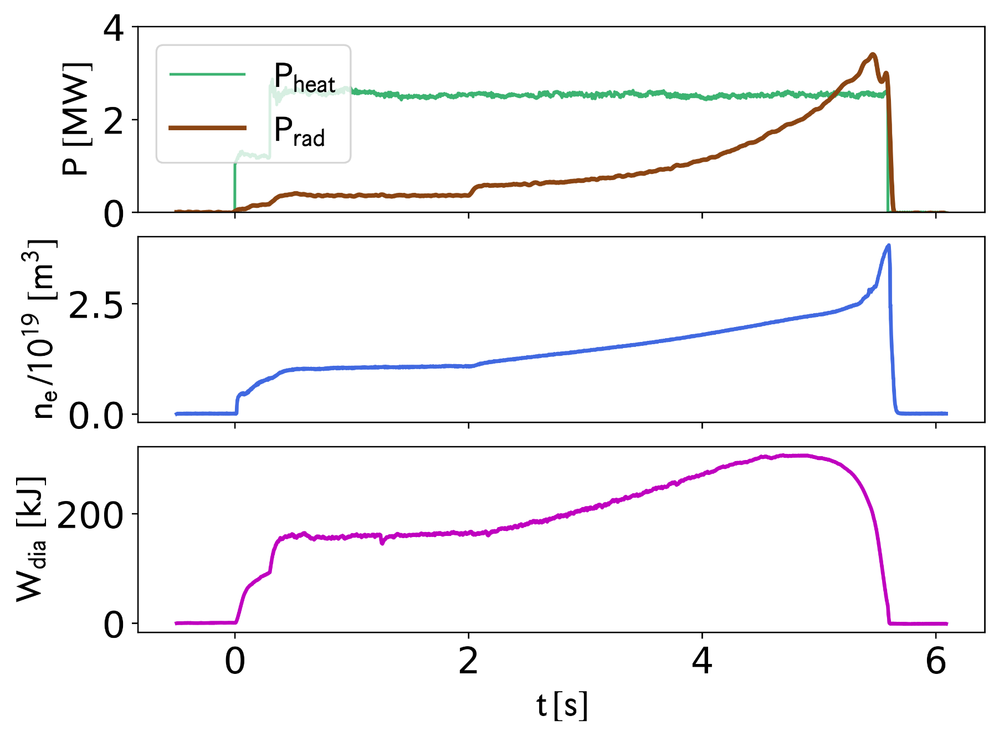 P [MW]
4
2
0
P_heat
P_rad
n_e/10^19 [m^3]
2.5
0.0
W_dia [kJ]
200
0
0 2 4 6
t [s]